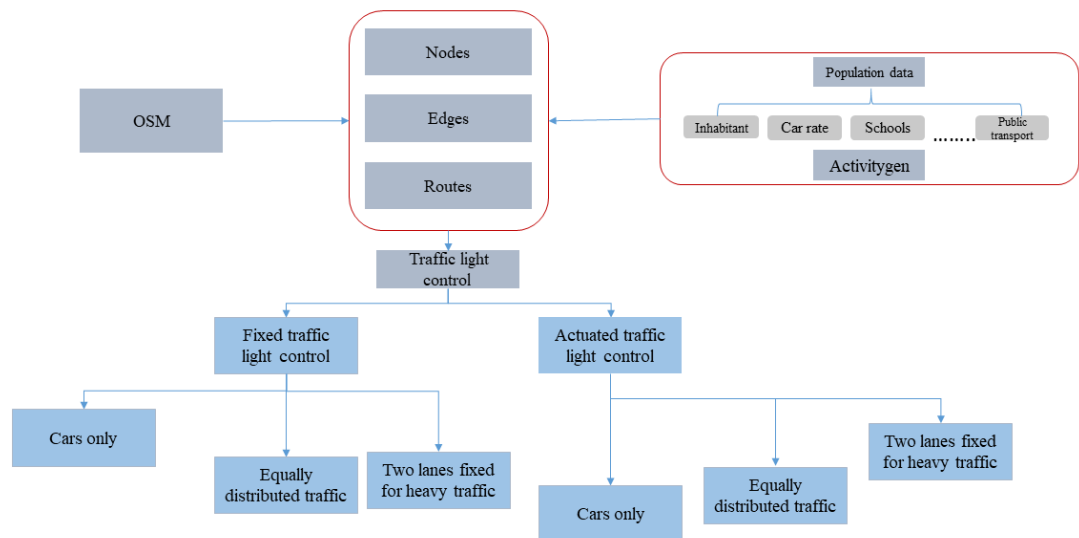 OSM
Nodes
Edges
Routes
Population data
Inhabitant
Car rate
Schools
........
Public
transport
Activitygen
Traffic light
control
Fixed traffic
light control
Actuated traffic
light control
Cars only
Equally
distributed traffic
Two lanes fixed
for heavy traffic
Cars only
Equally
distributed traffic
Two lanes fixed
for heavy traffic